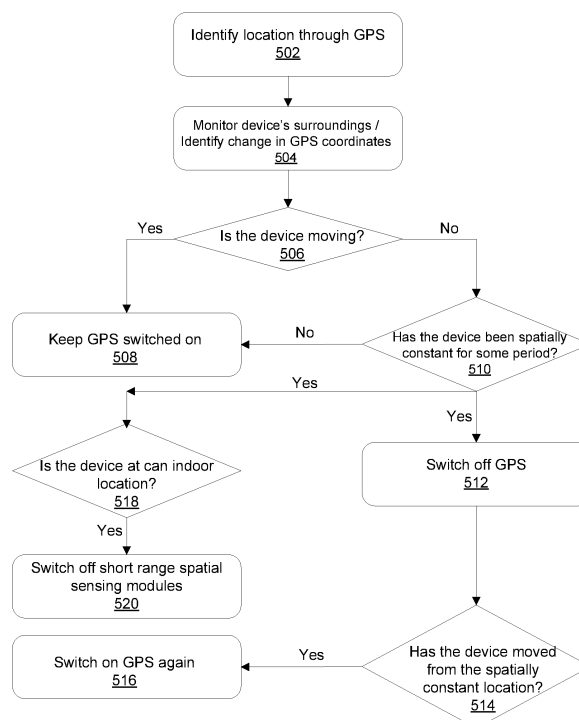 Identify location through GPS
502
Monitor device's surroundings /
Identify change in GPS coordinates
504
Yes
Is the device moving?
506
No
Keep GPS switched on
508
No
Has the device been spatially
constant for some period?
510
Yes
Yes
Is the device at can indoor
location?
518
Switch off GPS
512
Yes
Switch off short range spatial
sensing modules
520
Switch on GPS again
516
Yes
Has the device moved
from the spatially
constant location?
514